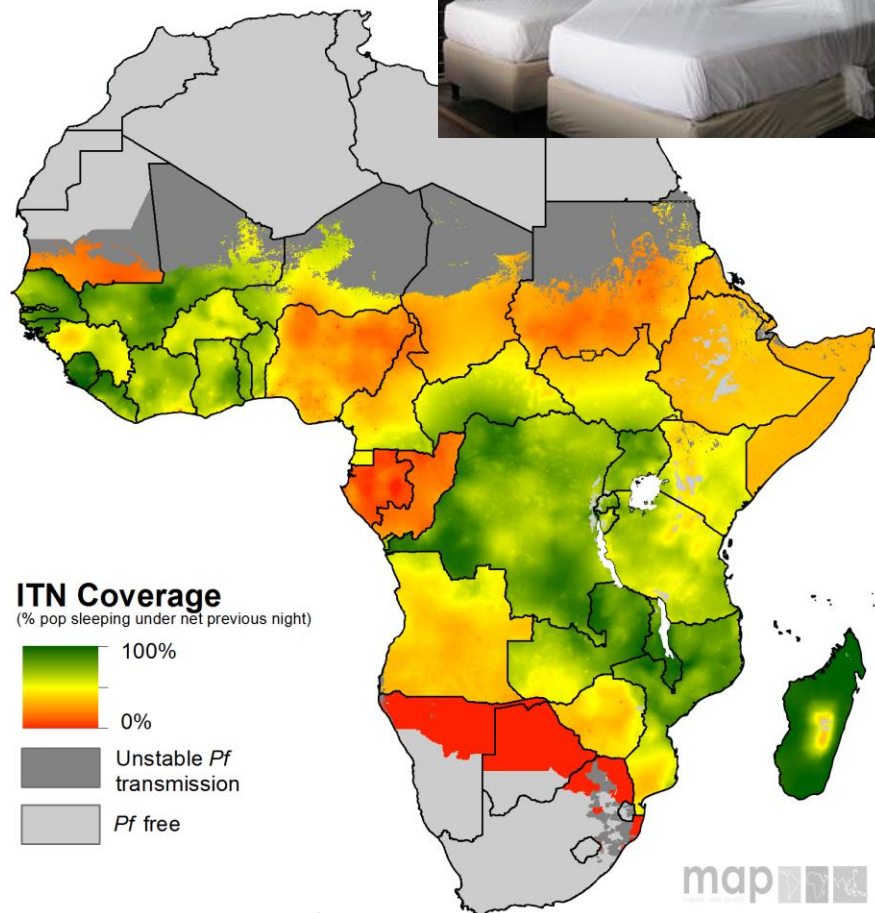 ITN Coverage
(% pop sleeping under net previous night)
100%
0%
Unstable Pf
transmission
Pf free
map